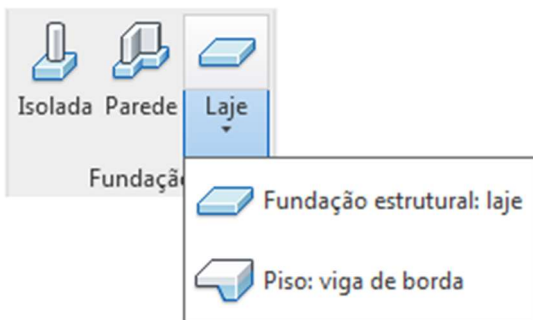 Isolada Parede Laje
Fundaçã
Fundação estrutural: laje
Piso: viga de borda